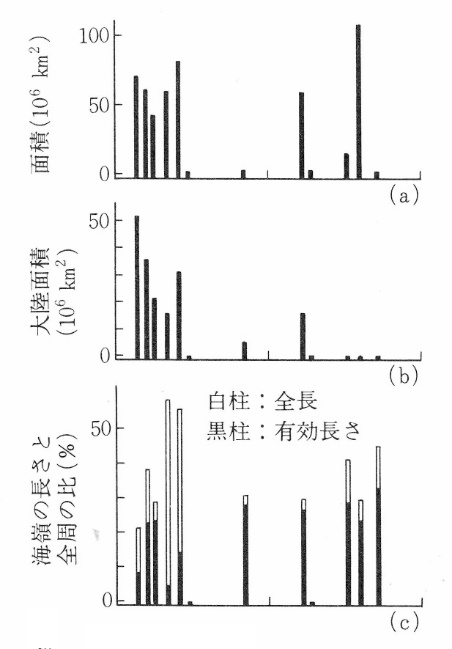 面積(10⁶ km²)
100
50
0
(a)
大陸面積
(10⁶ km²)
50
0
(b)
海嶺の長さと
全周の比(%)
白柱:全長
黒柱:有効長さ
50
0
(c)